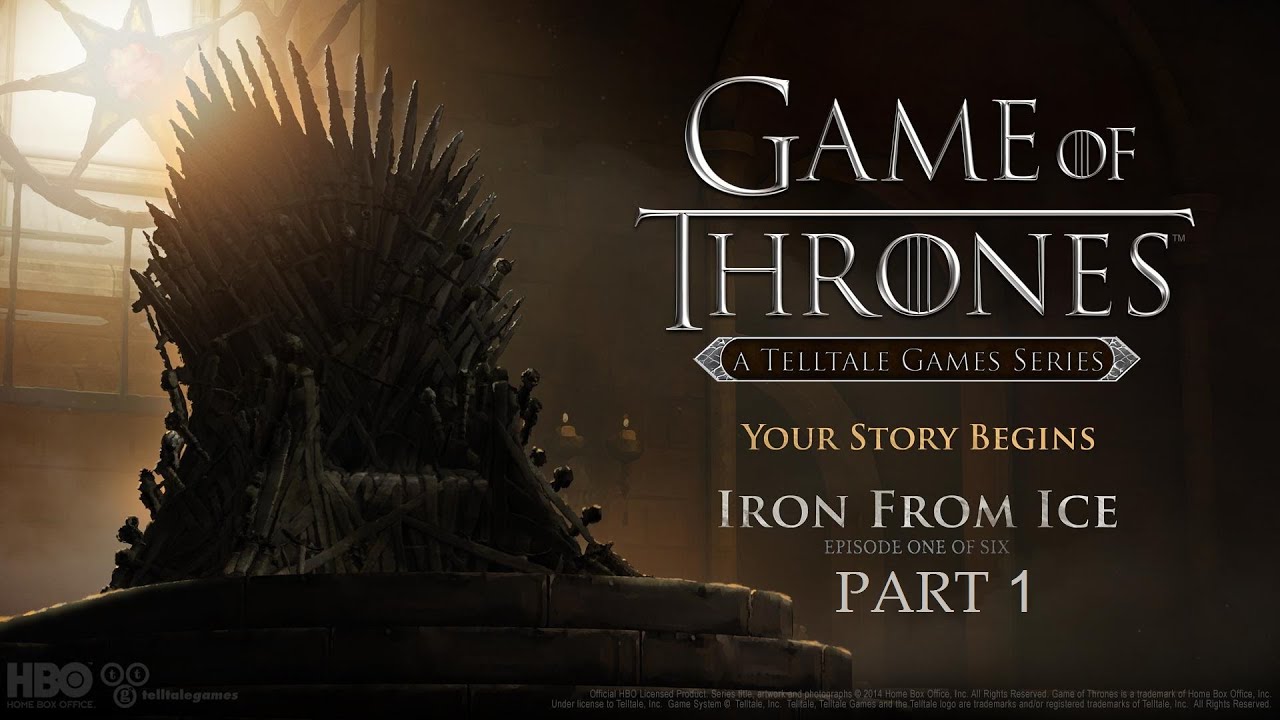 GAME OF
THRONES™
A TELLTALE GAMES SERIES
YOUR STORY BEGINS
IRON FROM ICE
EPISODE ONE OF SIX
PART 1
HBO
HOME BOX OFFICE.
ttg telltalegames
Official HBO Licensed Product. Series title, artwork and photographs © 2014 Home Box Office, Inc. All Rights Reserved. Game of Thrones is a trademark of Home Box Office, Inc.
Under license to Telltale, Inc. Game System © Telltale, Inc. Telltale, Telltale Games and the Telltale logo are trademarks and/or registered trademarks of Telltale, Inc. All Rights Reserved.